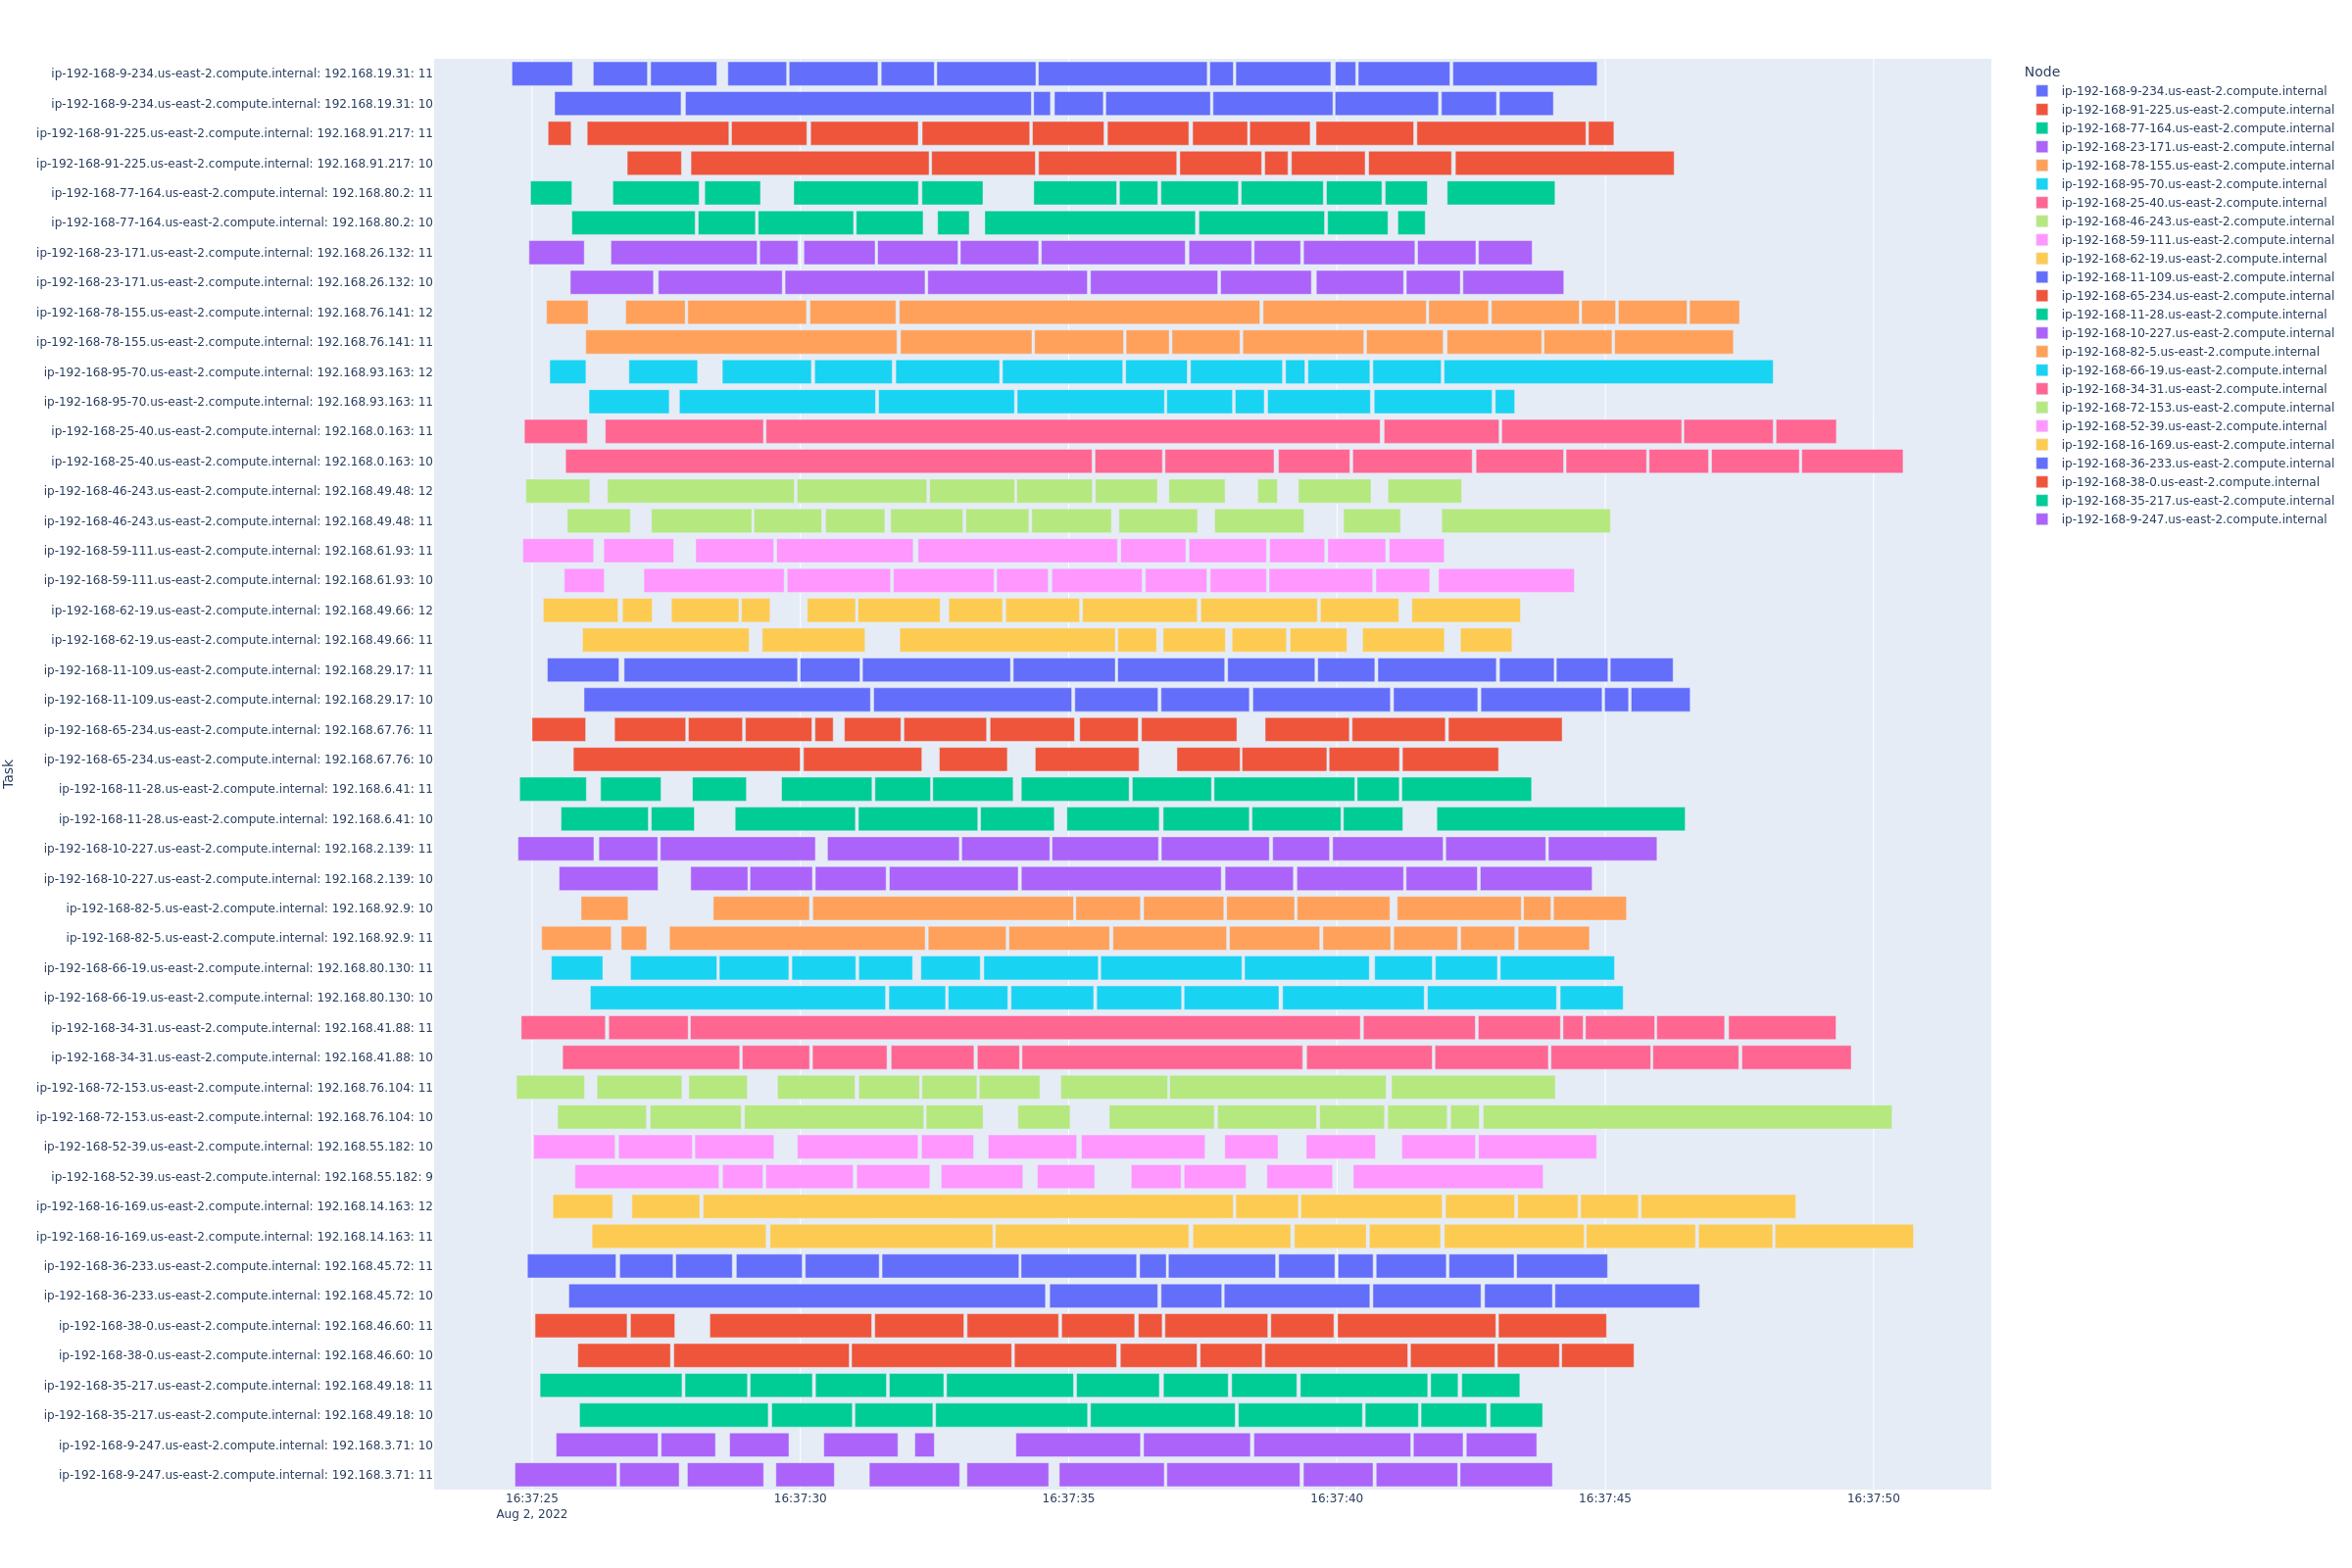 ip-192-168-9-234.us-east-2.compute.internal: 192.168.19.31: 11
ip-192-168-9-234.us-east-2.compute.internal: 192.168.19.31: 10
ip-192-168-91-225.us-east-2.compute.internal: 192.168.91.217: 11
ip-192-168-91-225.us-east-2.compute.internal: 192.168.91.217: 10
ip-192-168-77-164.us-east-2.compute.internal: 192.168.80.2: 11
ip-192-168-77-164.us-east-2.compute.internal: 192.168.80.2: 10
ip-192-168-23-171.us-east-2.compute.internal: 192.168.26.132: 11
ip-192-168-23-171.us-east-2.compute.internal: 192.168.26.132: 10
ip-192-168-78-155.us-east-2.compute.internal: 192.168.76.141: 12
ip-192-168-78-155.us-east-2.compute.internal: 192.168.76.141: 11
ip-192-168-95-70.us-east-2.compute.internal: 192.168.93.163: 12
ip-192-168-95-70.us-east-2.compute.internal: 192.168.93.163: 11
ip-192-168-25-40.us-east-2.compute.internal: 192.168.0.163: 11
ip-192-168-25-40.us-east-2.compute.internal: 192.168.0.163: 10
ip-192-168-46-243.us-east-2.compute.internal: 192.168.49.48: 12
ip-192-168-46-243.us-east-2.compute.internal: 192.168.49.48: 11
ip-192-168-59-111.us-east-2.compute.internal: 192.168.61.93: 11
ip-192-168-59-111.us-east-2.compute.internal: 192.168.61.93: 10
ip-192-168-62-19.us-east-2.compute.internal: 192.168.49.66: 12
ip-192-168-62-19.us-east-2.compute.internal: 192.168.49.66: 11
ip-192-168-11-109.us-east-2.compute.internal: 192.168.29.17: 11
ip-192-168-11-109.us-east-2.compute.internal: 192.168.29.17: 10
ip-192-168-65-234.us-east-2.compute.internal: 192.168.67.76: 11
ip-192-168-65-234.us-east-2.compute.internal: 192.168.67.76: 10
ip-192-168-11-28.us-east-2.compute.internal: 192.168.6.41: 11
ip-192-168-11-28.us-east-2.compute.internal: 192.168.6.41: 10
ip-192-168-10-227.us-east-2.compute.internal: 192.168.2.139: 11
ip-192-168-10-227.us-east-2.compute.internal: 192.168.2.139: 10
ip-192-168-82-5.us-east-2.compute.internal: 192.168.92.9: 10
ip-192-168-82-5.us-east-2.compute.internal: 192.168.92.9: 11
ip-192-168-66-19.us-east-2.compute.internal: 192.168.80.130: 11
ip-192-168-66-19.us-east-2.compute.internal: 192.168.80.130: 10
ip-192-168-34-31.us-east-2.compute.internal: 192.168.41.88: 11
ip-192-168-34-31.us-east-2.compute.internal: 192.168.41.88: 10
ip-192-168-72-153.us-east-2.compute.internal: 192.168.76.104: 11
ip-192-168-72-153.us-east-2.compute.internal: 192.168.76.104: 10
ip-192-168-52-39.us-east-2.compute.internal: 192.168.55.182: 10
ip-192-168-52-39.us-east-2.compute.internal: 192.168.55.182: 9
ip-192-168-16-169.us-east-2.compute.internal: 192.168.14.163: 12
ip-192-168-16-169.us-east-2.compute.internal: 192.168.14.163: 11
ip-192-168-36-233.us-east-2.compute.internal: 192.168.45.72: 11
ip-192-168-36-233.us-east-2.compute.internal: 192.168.45.72: 10
ip-192-168-38-0.us-east-2.compute.internal: 192.168.46.60: 11
ip-192-168-38-0.us-east-2.compute.internal: 192.168.46.60: 10
ip-192-168-35-217.us-east-2.compute.internal: 192.168.49.18: 11
ip-192-168-35-217.us-east-2.compute.internal: 192.168.49.18: 10
ip-192-168-9-247.us-east-2.compute.internal: 192.168.3.71: 10
ip-192-168-9-247.us-east-2.compute.internal: 192.168.3.71: 11
Task
16:37:25 16:37:30 16:37:35 16:37:40 16:37:45 16:37:50
Aug 2, 2022
Node
ip-192-168-9-234.us-east-2.compute.internal
ip-192-168-91-225.us-east-2.compute.internal
ip-192-168-77-164.us-east-2.compute.internal
ip-192-168-23-171.us-east-2.compute.internal
ip-192-168-78-155.us-east-2.compute.internal
ip-192-168-95-70.us-east-2.compute.internal
ip-192-168-25-40.us-east-2.compute.internal
ip-192-168-46-243.us-east-2.compute.internal
ip-192-168-59-111.us-east-2.compute.internal
ip-192-168-62-19.us-east-2.compute.internal
ip-192-168-11-109.us-east-2.compute.internal
ip-192-168-65-234.us-east-2.compute.internal
ip-192-168-11-28.us-east-2.compute.internal
ip-192-168-10-227.us-east-2.compute.internal
ip-192-168-82-5.us-east-2.compute.internal
ip-192-168-66-19.us-east-2.compute.internal
ip-192-168-34-31.us-east-2.compute.internal
ip-192-168-72-153.us-east-2.compute.internal
ip-192-168-52-39.us-east-2.compute.internal
ip-192-168-16-169.us-east-2.compute.internal
ip-192-168-36-233.us-east-2.compute.internal
ip-192-168-38-0.us-east-2.compute.internal
ip-192-168-35-217.us-east-2.compute.internal
ip-192-168-9-247.us-east-2.compute.internal